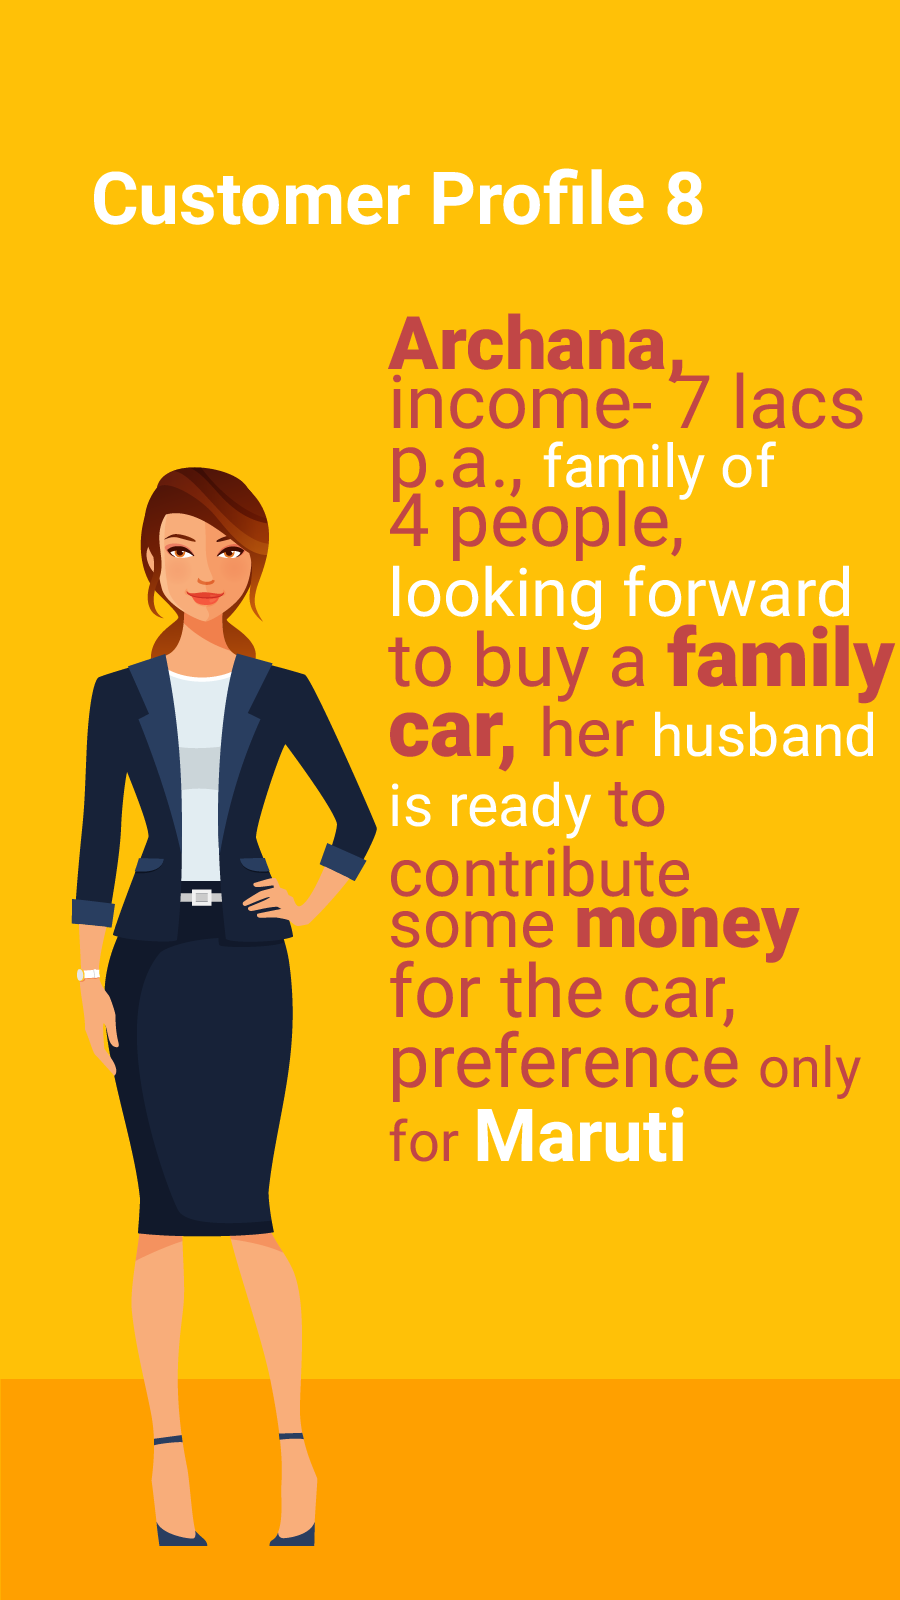 Customer Profile 8
Archana,
income- 7 lacs
p.a., family of
4 people,
looking forward
to buy a family
car, her husband
is ready to
contribute
some money
for the car,
preference only
for Maruti